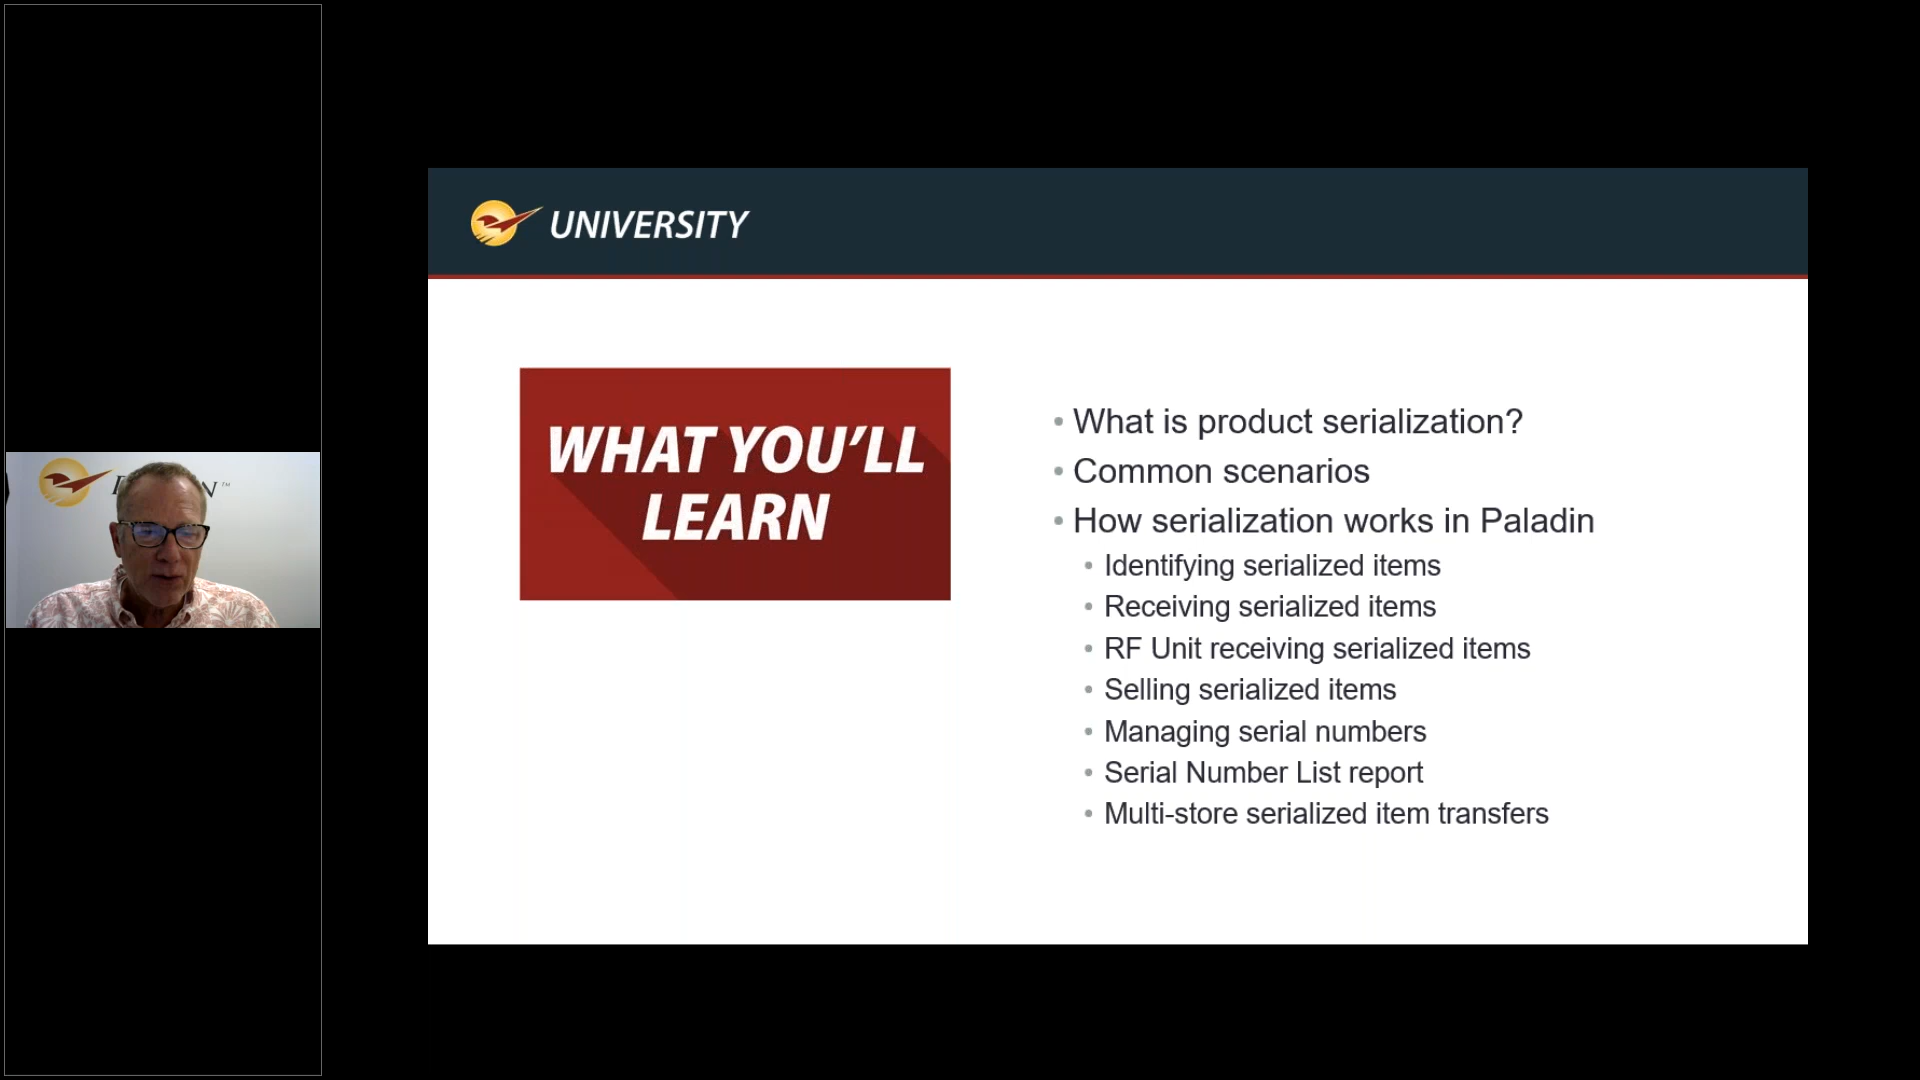 UNIVERSITY
WHAT YOU'LL
LEARN
• What is product serialization?
• Common scenarios
• How serialization works in Paladin
• Identifying serialized items
• Receiving serialized items
• RF Unit receiving serialized items
• Selling serialized items
• Managing serial numbers
• Serial Number List report
• Multi-store serialized item transfers